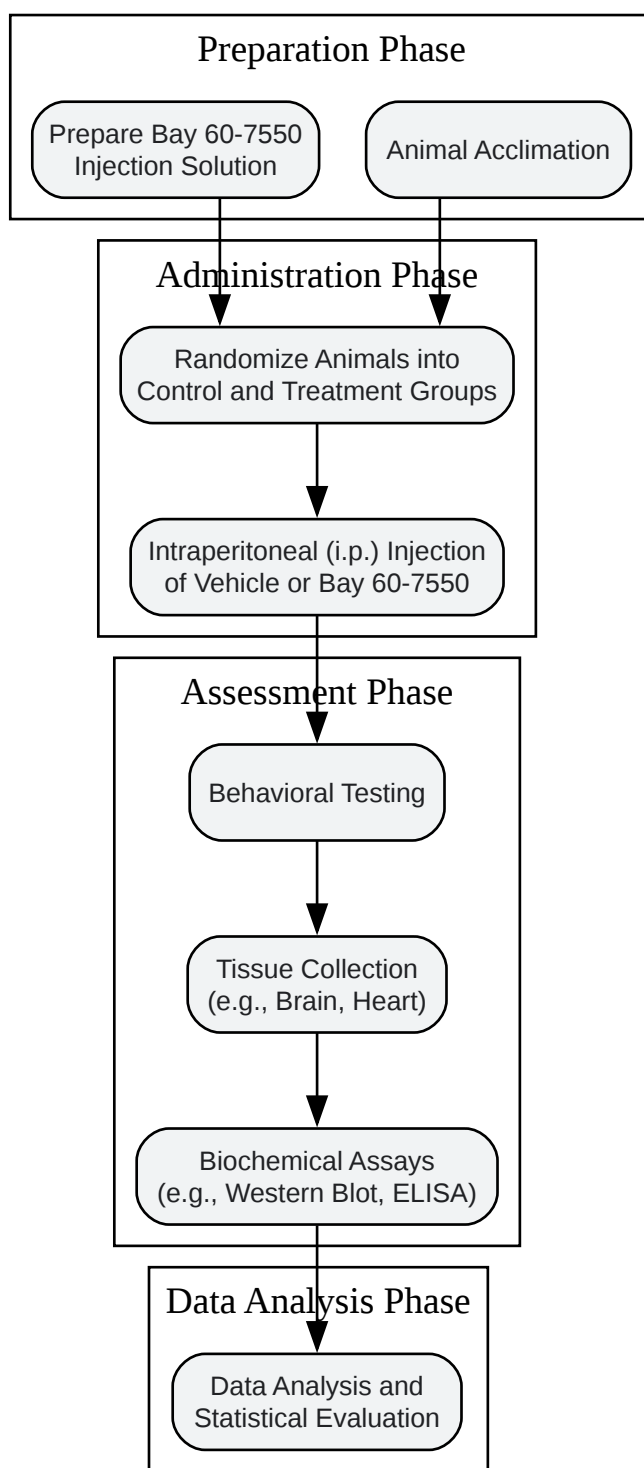 Preparation Phase
Prepare Bay 60-7550
Injection Solution
Animal Acclimation
Administration Phase
Randomize Animals into
Control and Treatment Groups
Intraperitoneal (i.p.) Injection
of Vehicle or Bay 60-7550
Assessment Phase
Behavioral Testing
Tissue Collection
(e.g., Brain, Heart)
Biochemical Assays
(e.g., Western Blot, ELISA)
Data Analysis Phase
Data Analysis and
Statistical Evaluation